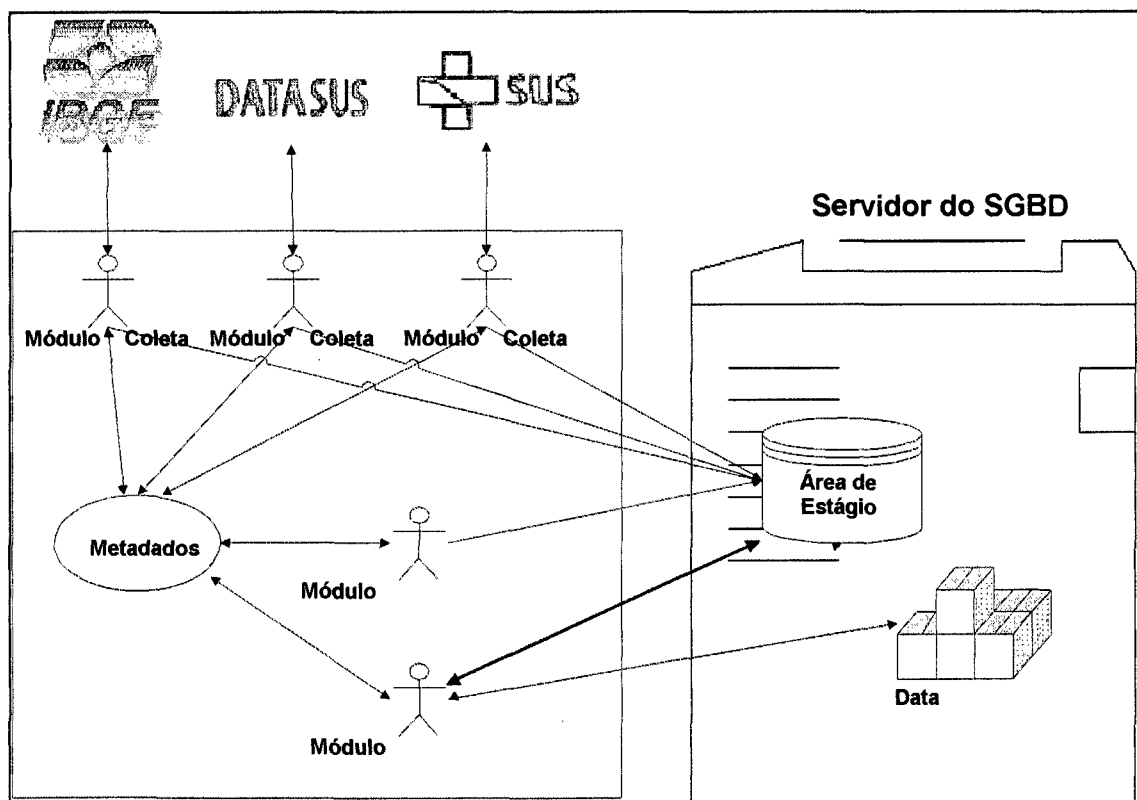 IBGE
DATASUS
SUS
Servidor do SGBD
Módulo Coleta Módulo Coleta Módulo Coleta
Área de
Estágio
Metadados
Módulo
Data
Módulo